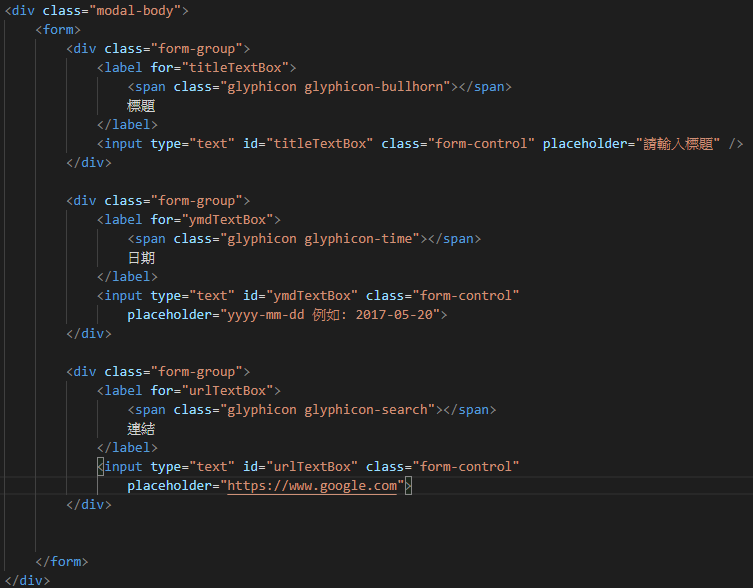 <div class="modal-body">
<form>
<div class="form-group">
<label for="titleTextBox">
<span class="glyphicon glyphicon-bullhorn"></span>
標題
</label>
<input type="text" id="titleTextBox" class="form-control" placeholder="請輸入標題" />
</div>
<div class="form-group">
<label for="ymdTextBox">
<span class="glyphicon glyphicon-time"></span>
日期
</label>
<input type="text" id="ymdTextBox" class="form-control"
placeholder="yyyy-mm-dd 例如: 2017-05-20">
</div>
<div class="form-group">
<label for="urlTextBox">
<span class="glyphicon glyphicon-search"></span>
連結
</label>
<input type="text" id="urlTextBox" class="form-control"
placeholder="https://www.google.com">
</div>
</form>
</div>